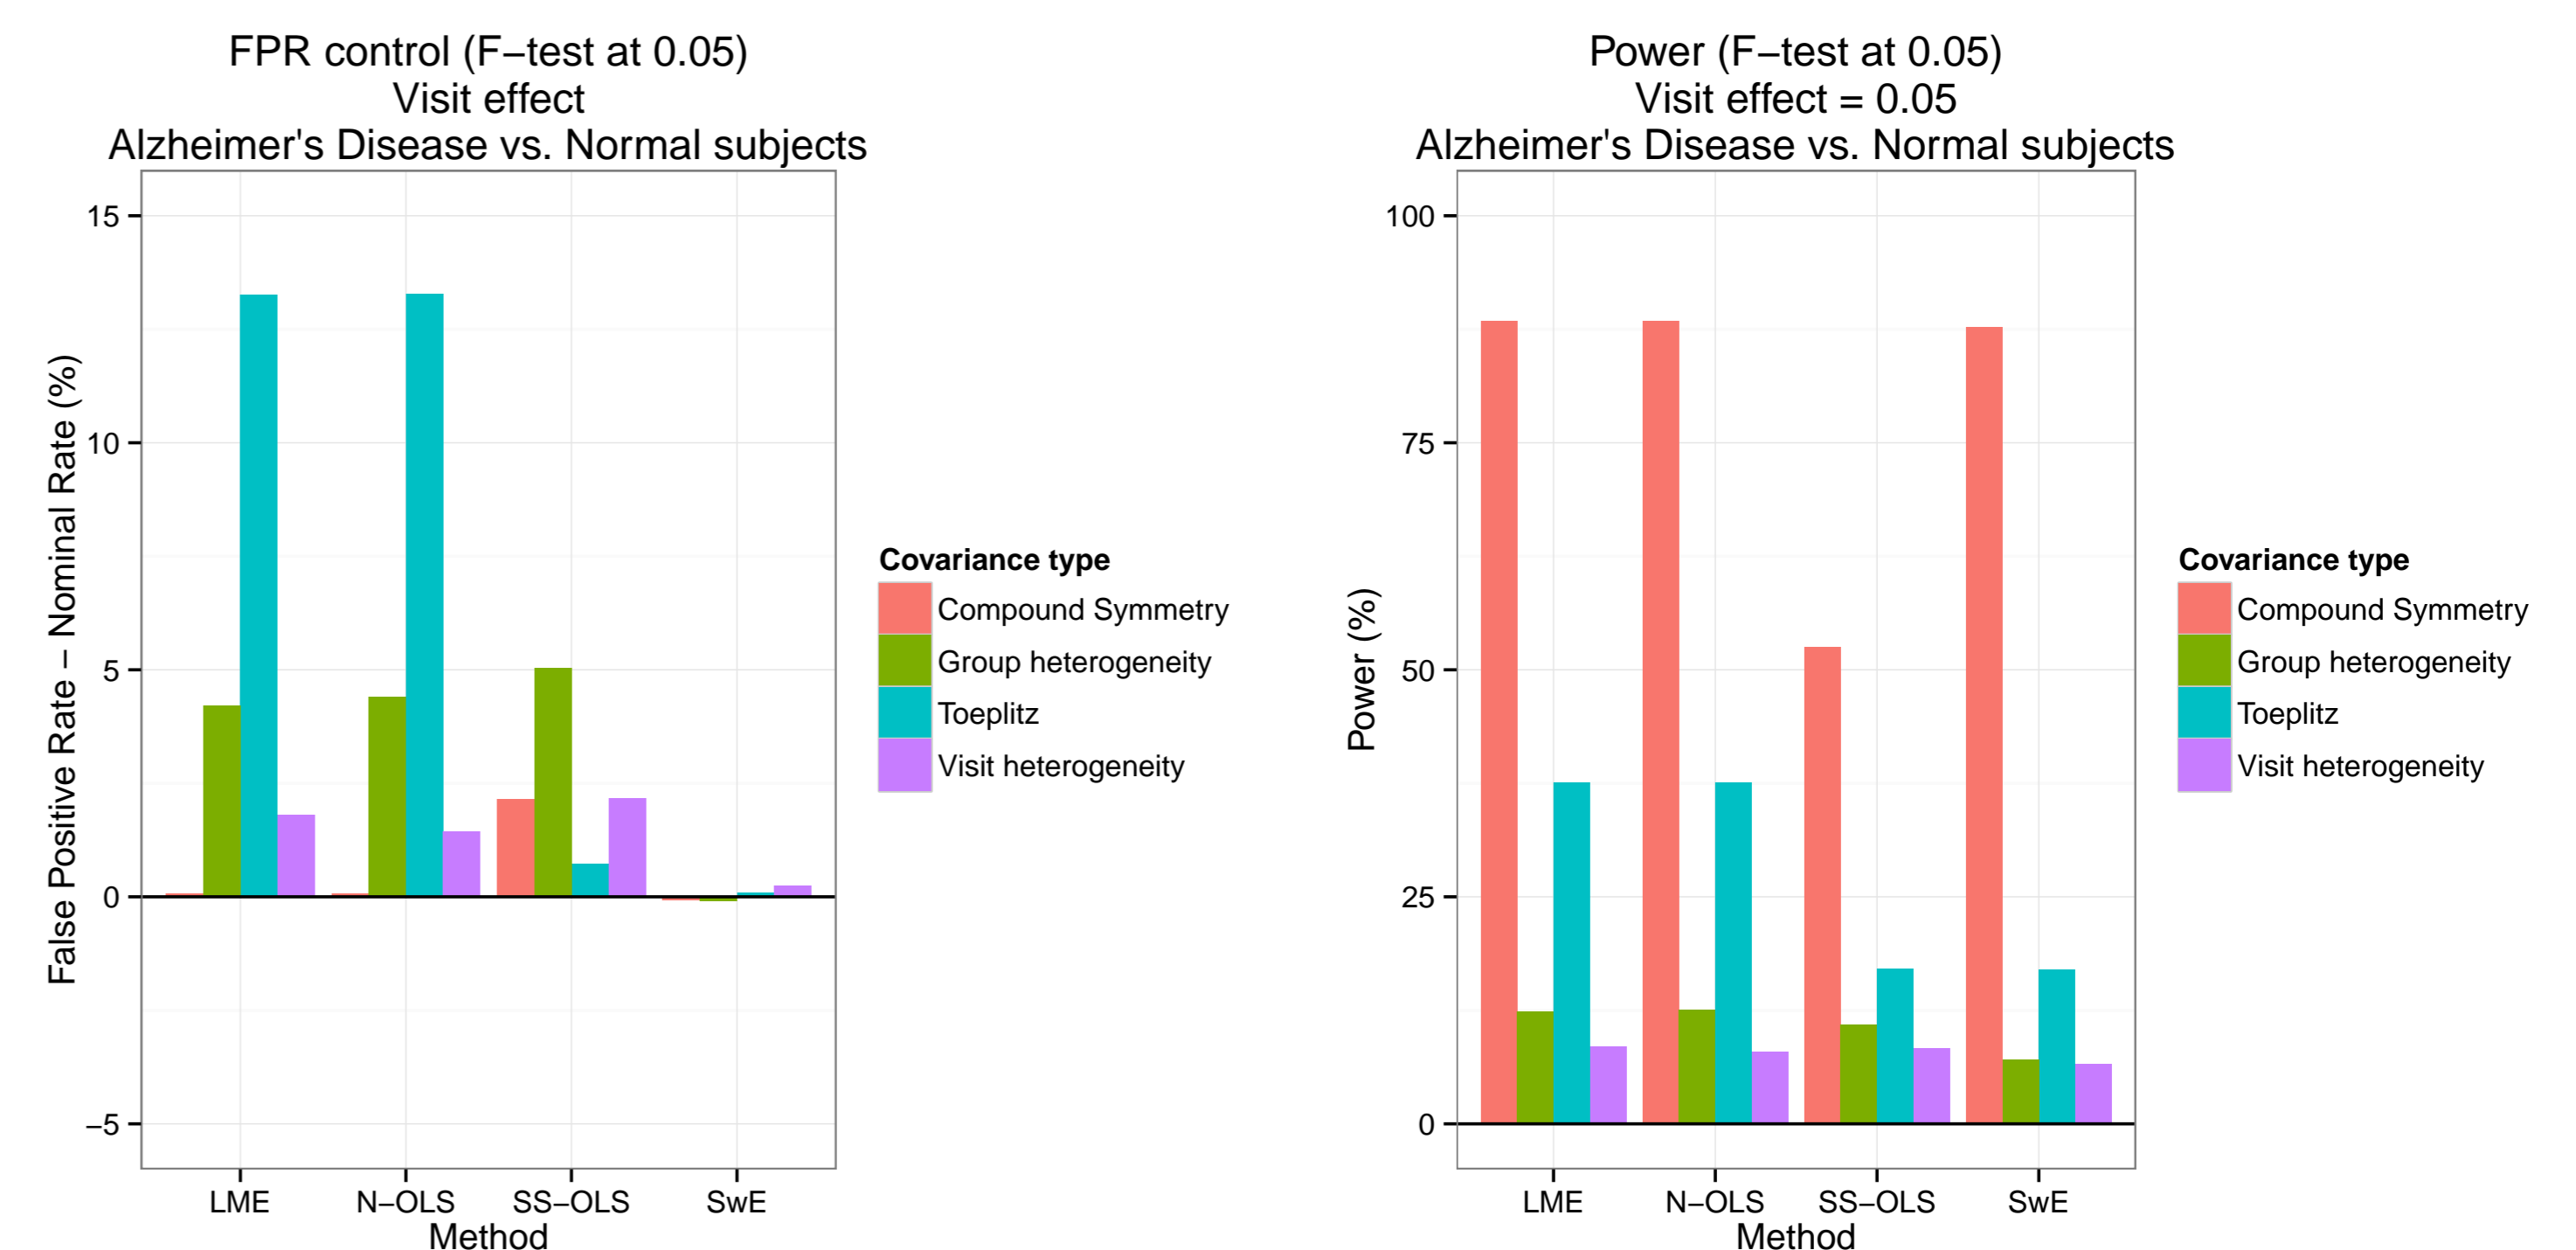 FPR control (F−test at 0.05)
Visit effect
Alzheimer's Disease vs. Normal subjects
False Positive Rate − Nominal Rate (%)
15
10
5
0
−5
LME
N−OLS
SS−OLS
SwE
Method
Covariance type
Compound Symmetry
Group heterogeneity
Toeplitz
Visit heterogeneity
Power (F−test at 0.05)
Visit effect = 0.05
Alzheimer's Disease vs. Normal subjects
Power (%)
100
75
50
25
0
LME
N−OLS
SS−OLS
SwE
Method
Covariance type
Compound Symmetry
Group heterogeneity
Toeplitz
Visit heterogeneity